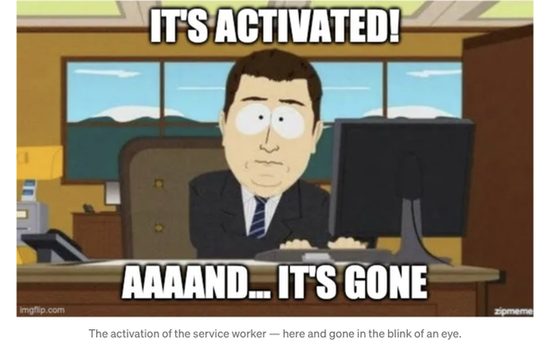 IT'S ACTIVATED!
AAAAND... IT'S GONE
imgflip.com
zipmeme
The activation of the service worker — here and gone in the blink of an eye.